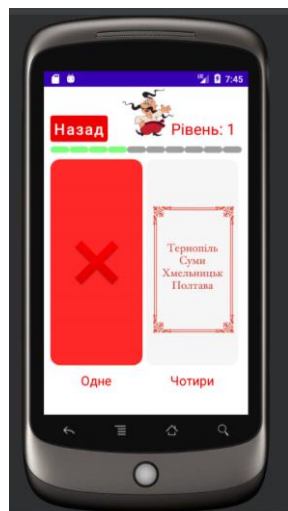 7:45
Назад
Рівень: 1
Тернопіль
Суми
Хмельницьк
Полтава
Одне
Чотири